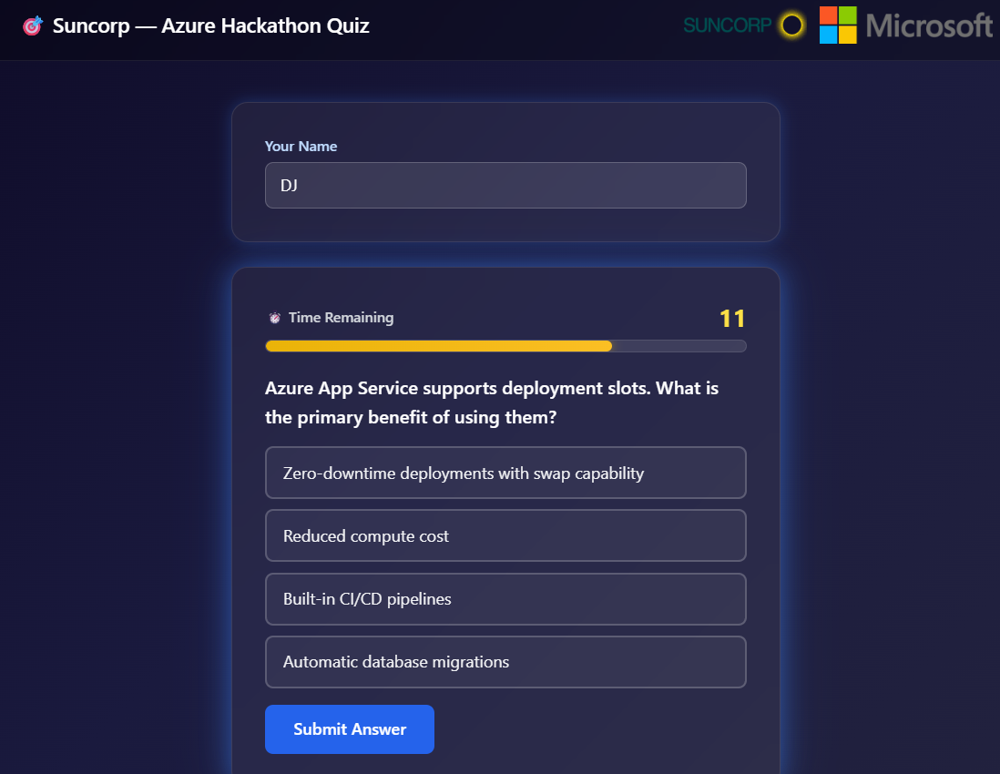 Suncorp — Azure Hackathon Quiz
SUNCORP
Microsoft
Your Name
DJ
Time Remaining
11
Azure App Service supports deployment slots. What is
the primary benefit of using them?
Zero-downtime deployments with swap capability
Reduced compute cost
Built-in CI/CD pipelines
Automatic database migrations
Submit Answer